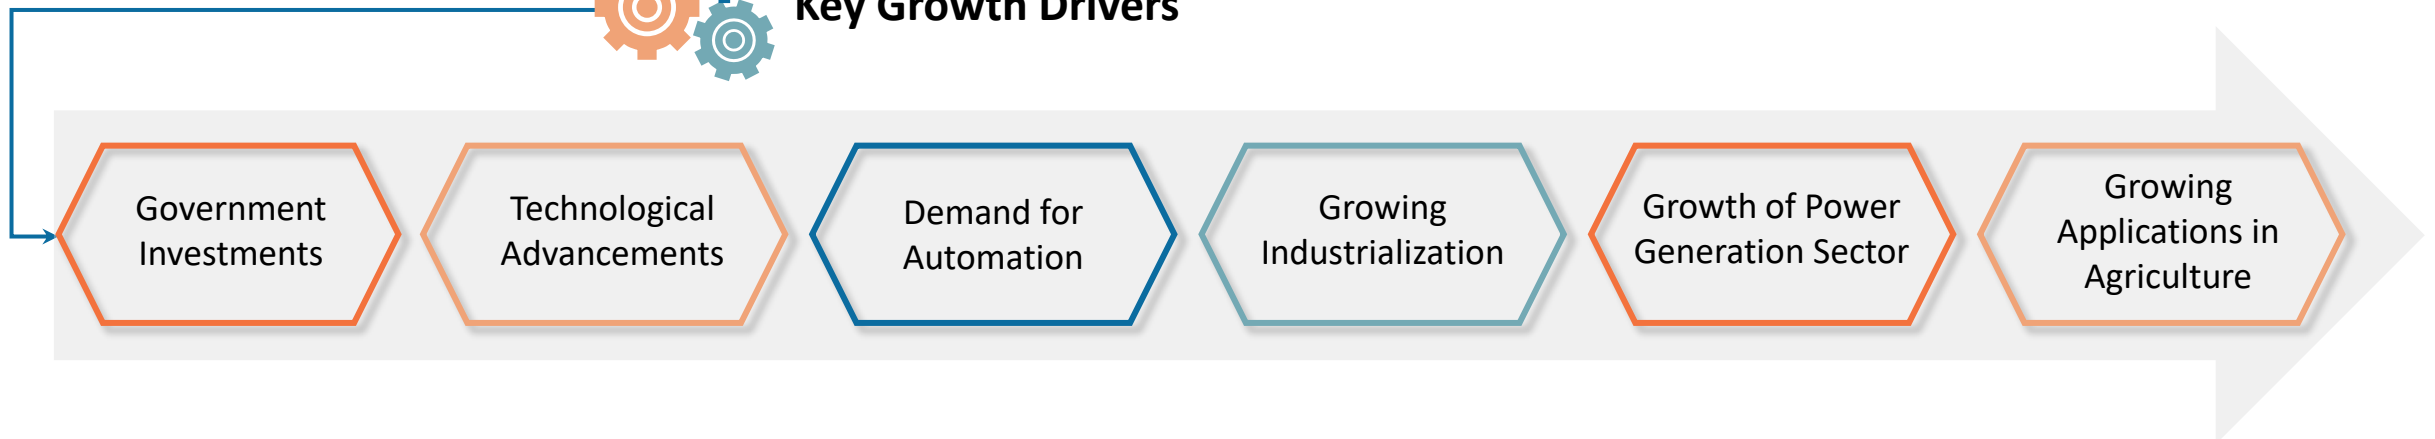 Key Growth Drivers
Government
Investments
Technological
Advancements
Demand for
Automation
Growing
Industrialization
Growth of Power
Generation Sector
Growing
Applications in
Agriculture